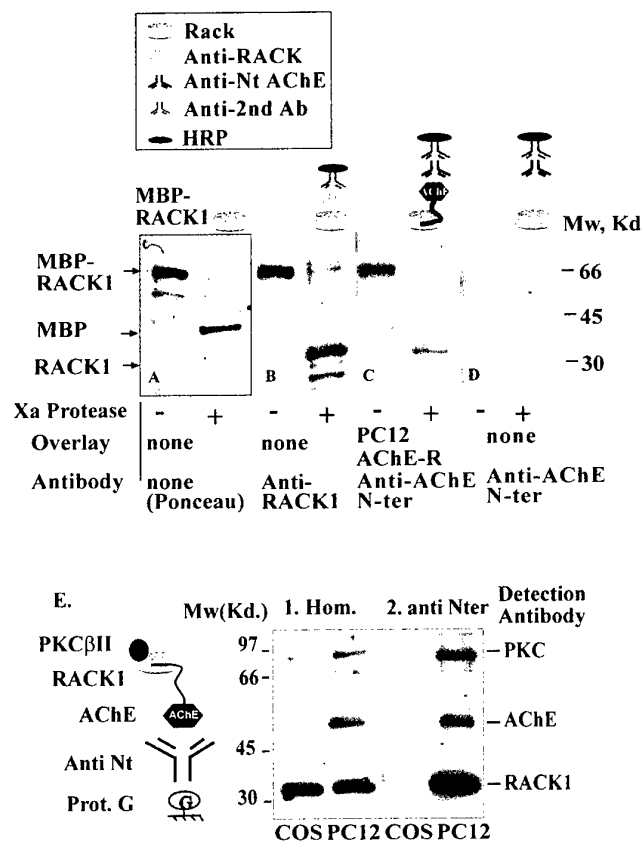 Rack
Anti-RACK
Anti-Nt AChE
Anti-2nd Ab
HRP
MBP-
RACK1
AChE
Mw, Kd
MBP-
RACK1
66
45
MBP
30
RACK1
A
B
C
D
Xa Protease - + - + - + - +
Overlay none none PC12 AChE-R none
Antibody none (Ponceau) Anti-RACK1 Anti-AChE N-ter Anti-AChE N-ter
E.
Mw(Kd.) 1. Hom. 2. anti Nter Detection Antibody
PKCβII
97
PKC
RACK1
66
AChE
AChE
AChE
45
Anti Nt
RACK1
Prot. G
G
30
COS PC12 COS PC12